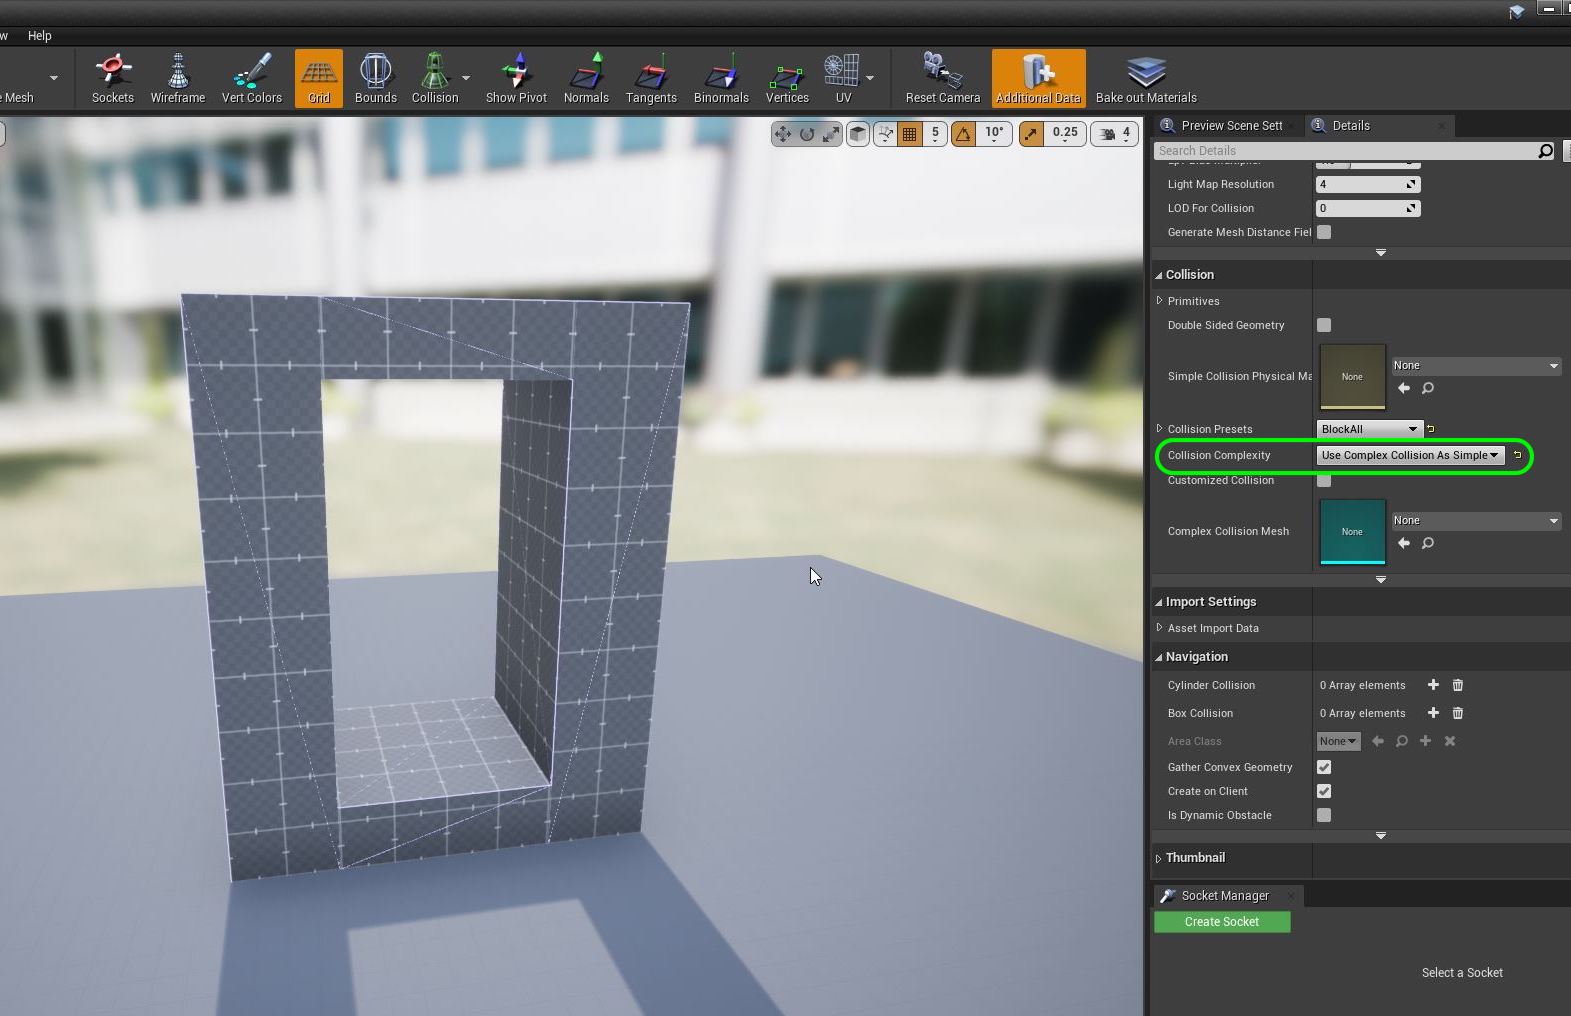 w Help
e Mesh Sockets Wireframe Vert Colors Grid Bounds Collision Show Pivot Normals Tangents Binormals Vertices UV Reset Camera Additional Data Bake out Materials
5 10° 0.25 4
Preview Scene Sett Details
Search Details
Light Map Resolution 4
LOD For Collision 0
Generate Mesh Distance Fiel
Collision
Primitives
Double Sided Geometry
Simple Collision Physical Ma None None
Collision Presets BlockAll
Collision Complexity Use Complex Collision As Simple
Customized Collision
Complex Collision Mesh None None
Import Settings
Asset Import Data
Navigation
Cylinder Collision 0 Array elements
Box Collision 0 Array elements
Area Class None
Gather Convex Geometry
Create on Client
Is Dynamic Obstacle
Thumbnail
Socket Manager
Create Socket
Select a Socket